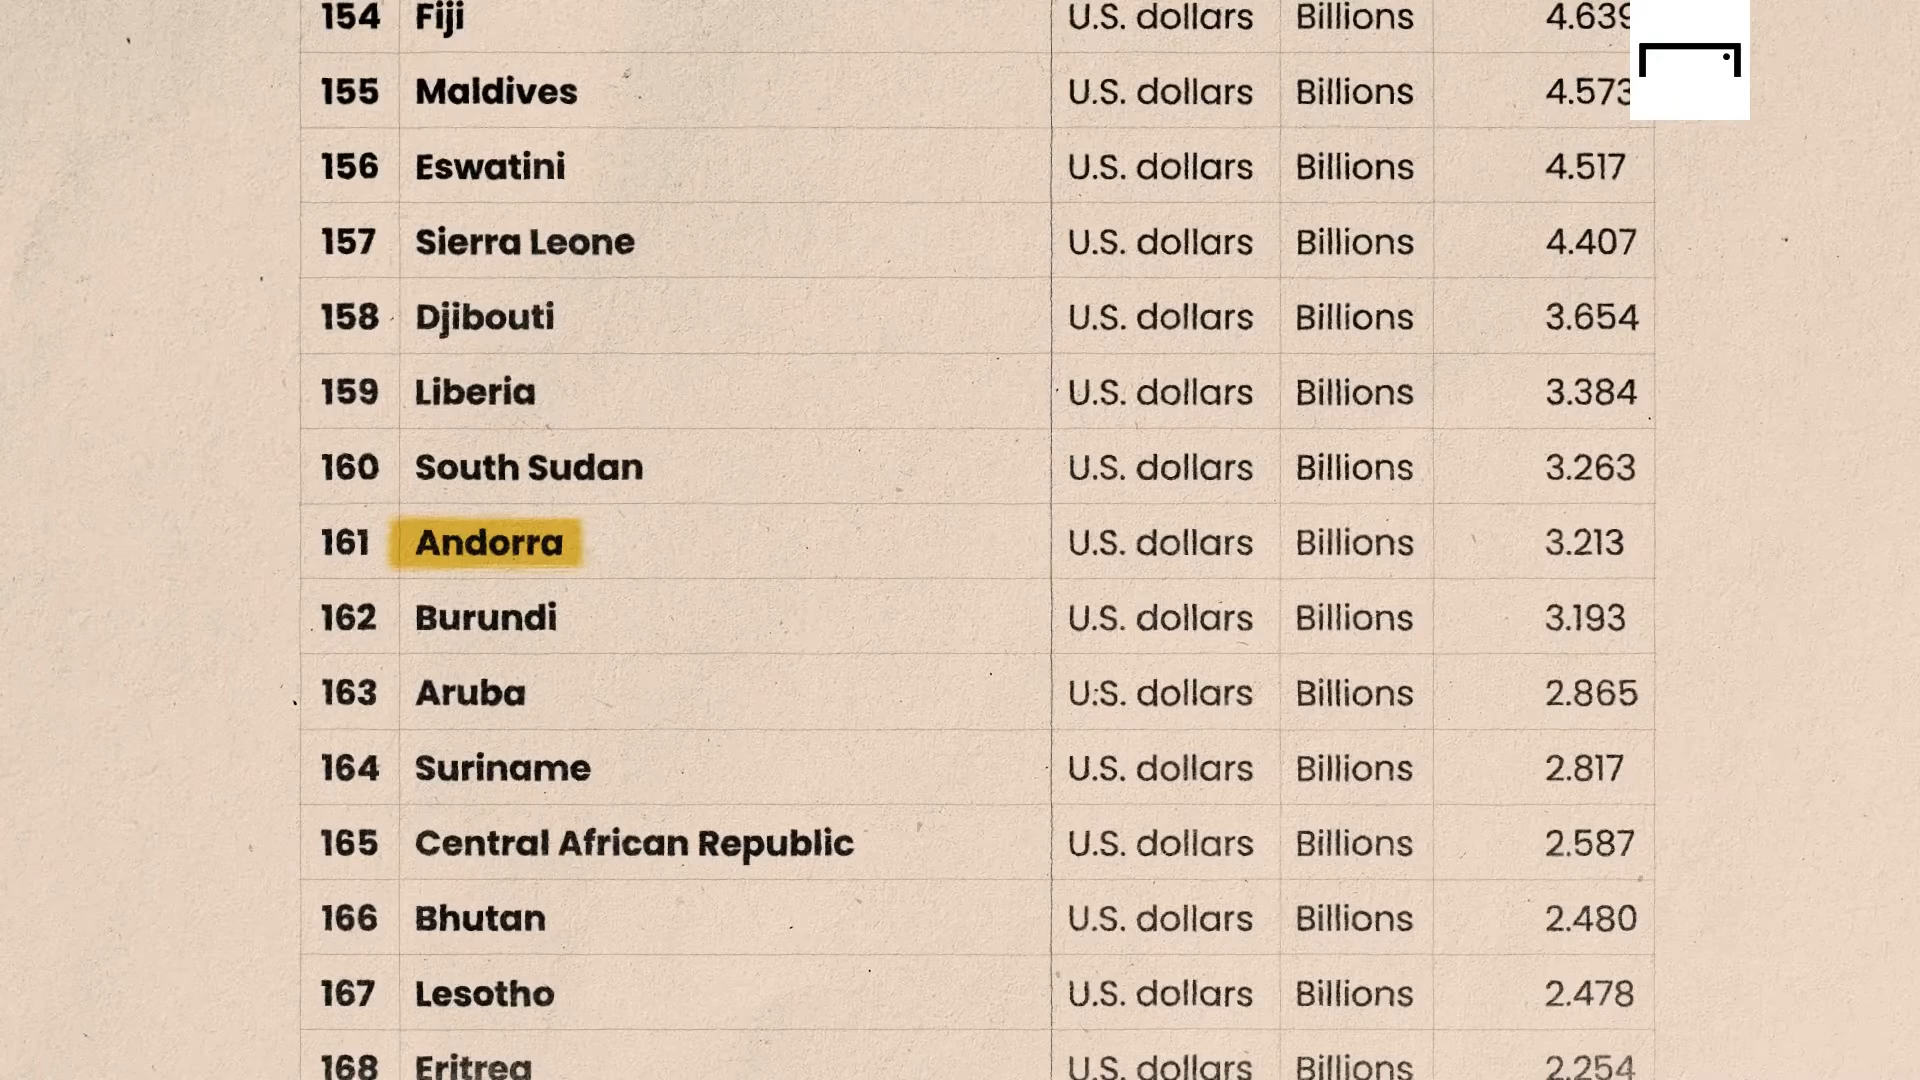 154 Fiji U.S. dollars Billions 4.639
155 Maldives U.S. dollars Billions 4.573
156 Eswatini U.S. dollars Billions 4.517
157 Sierra Leone U.S. dollars Billions 4.407
158 Djibouti U.S. dollars Billions 3.654
159 Liberia U.S. dollars Billions 3.384
160 South Sudan U.S. dollars Billions 3.263
161 Andorra U.S. dollars Billions 3.213
162 Burundi U.S. dollars Billions 3.193
163 Aruba U.S. dollars Billions 2.865
164 Suriname U.S. dollars Billions 2.817
165 Central African Republic U.S. dollars Billions 2.587
166 Bhutan U.S. dollars Billions 2.480
167 Lesotho U.S. dollars Billions 2.478
168 Eritrea U.S. dollars Billions 2.254